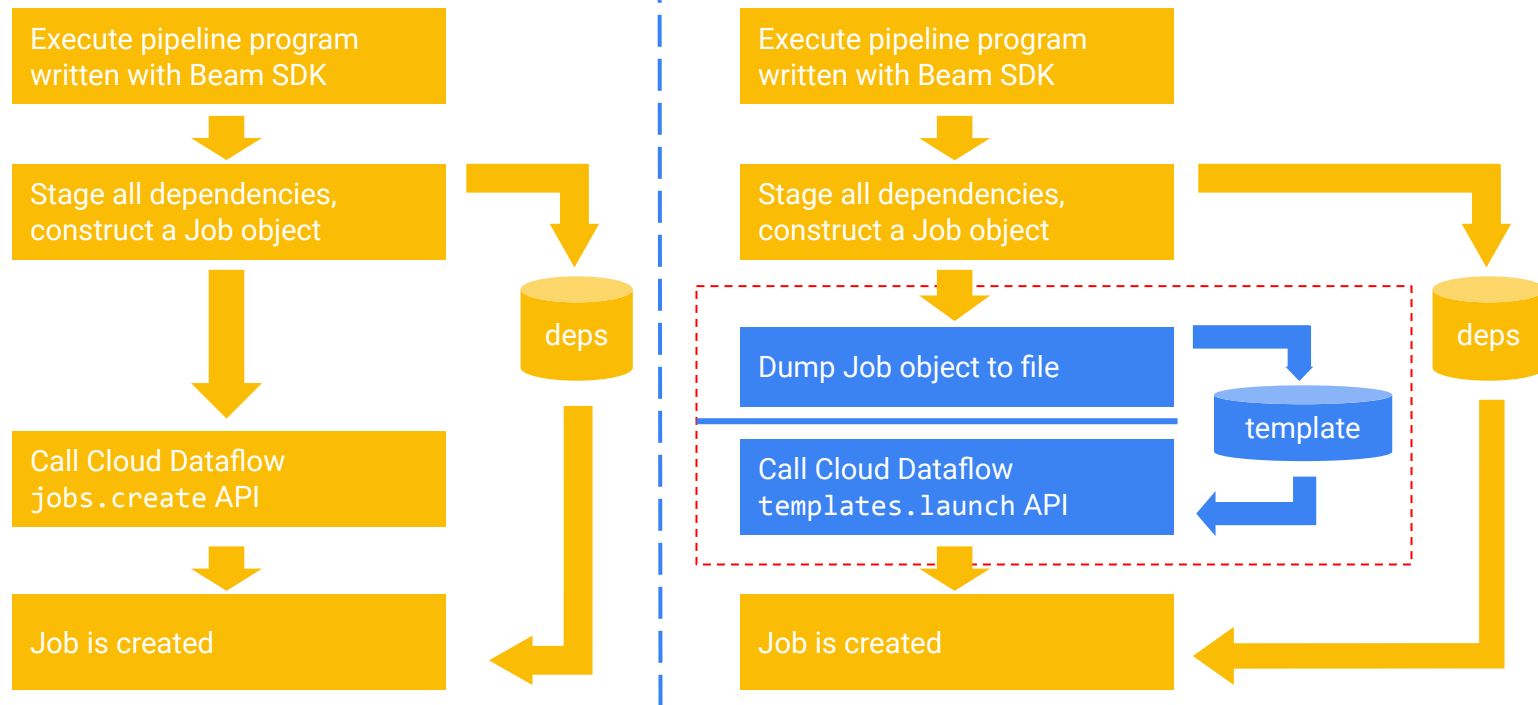 Execute pipeline program
written with Beam SDK
Stage all dependencies,
construct a Job object
deps
Call Cloud Dataflow
jobs.create API
Job is created
Execute pipeline program
written with Beam SDK
Stage all dependencies,
construct a Job object
deps
Dump Job object to file
template
Call Cloud Dataflow
templates.launch API
Job is created